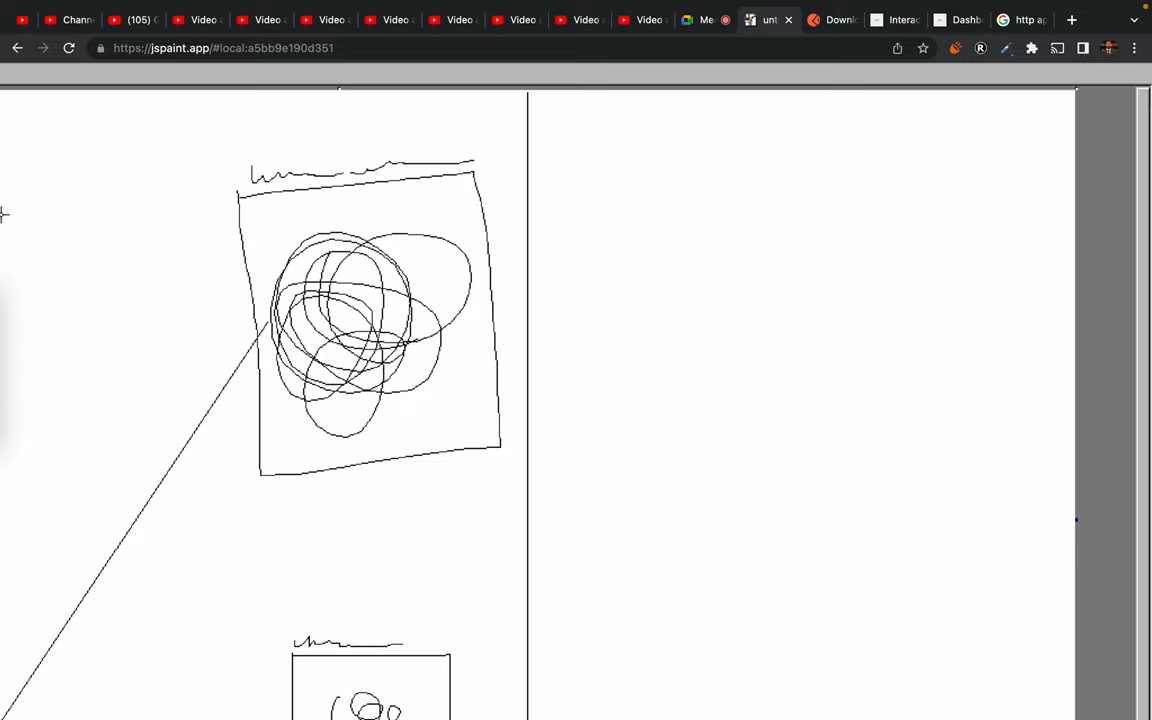 Channe
(105) C
Video a
Video a
Video a
Video a
Video a
Video a
Video a
Video a
Me
unt
Downl
Interac
Dashb
http ap
https://jspaint.app/#local:a5bb9e190d351